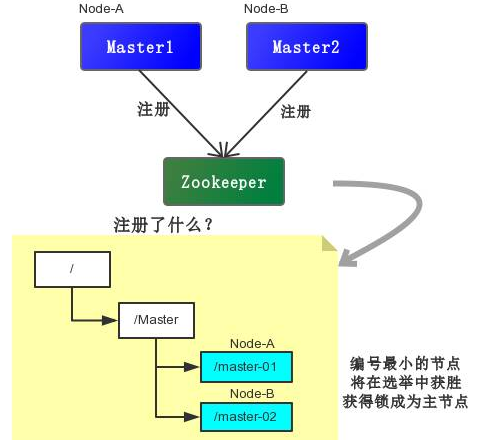 Node-A
Node-B
Master1
Master2
注册
注册
Zookeeper
注册了什么?
/
/Master
Node-A
/master-01
Node-B
/master-02
编号最小的节点
将在选举中获胜
获得锁成为主节点